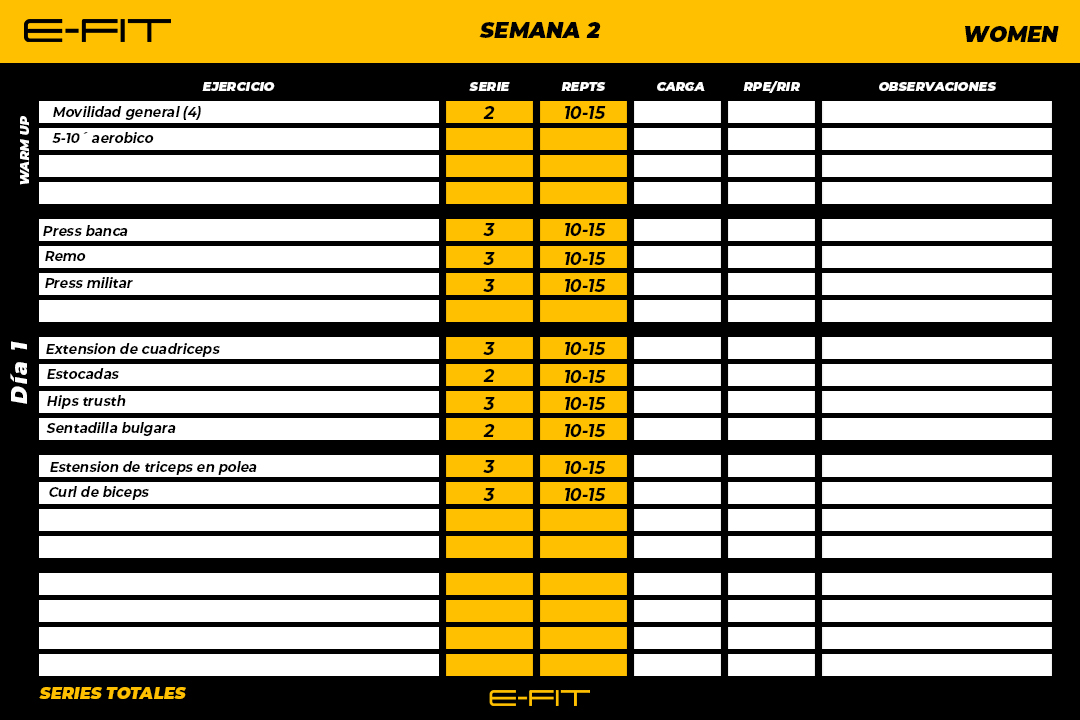 E-FIT SEMANA 2 WOMEN
EJERCICIO SERIE REPTS CARGA RPE/RIR OBSERVACIONES
WARM UP
Movilidad general (4) 2 10-15
5-10´ aerobico
Día 1
Press banca 3 10-15
Remo 3 10-15
Press militar 3 10-15
Extension de cuadriceps 3 10-15
Estocadas 2 10-15
Hips trusth 3 10-15
Sentadilla bulgara 2 10-15
Estension de triceps en polea 3 10-15
Curl de biceps 3 10-15
SERIES TOTALES E-FIT